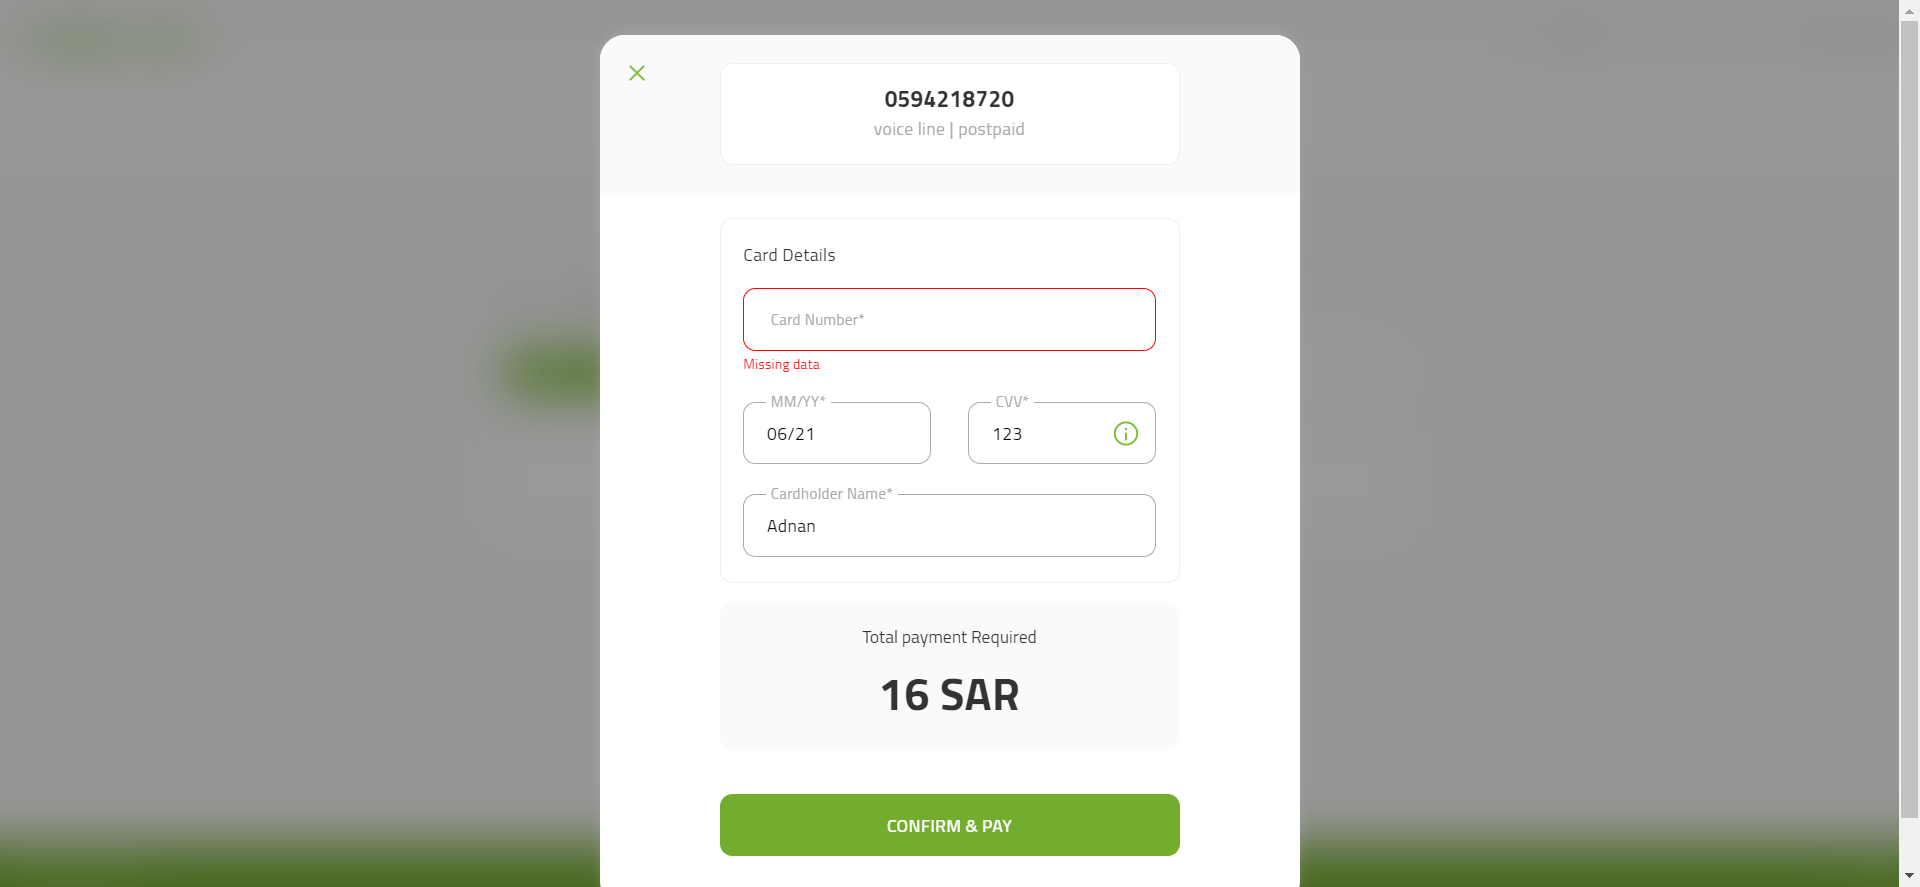 0594218720
voice line | postpaid
Card Details
Card Number*
Missing data
MM/YY*
06/21
CVV*
123
Cardholder Name*
Adnan
Total payment Required
16 SAR
CONFIRM & PAY